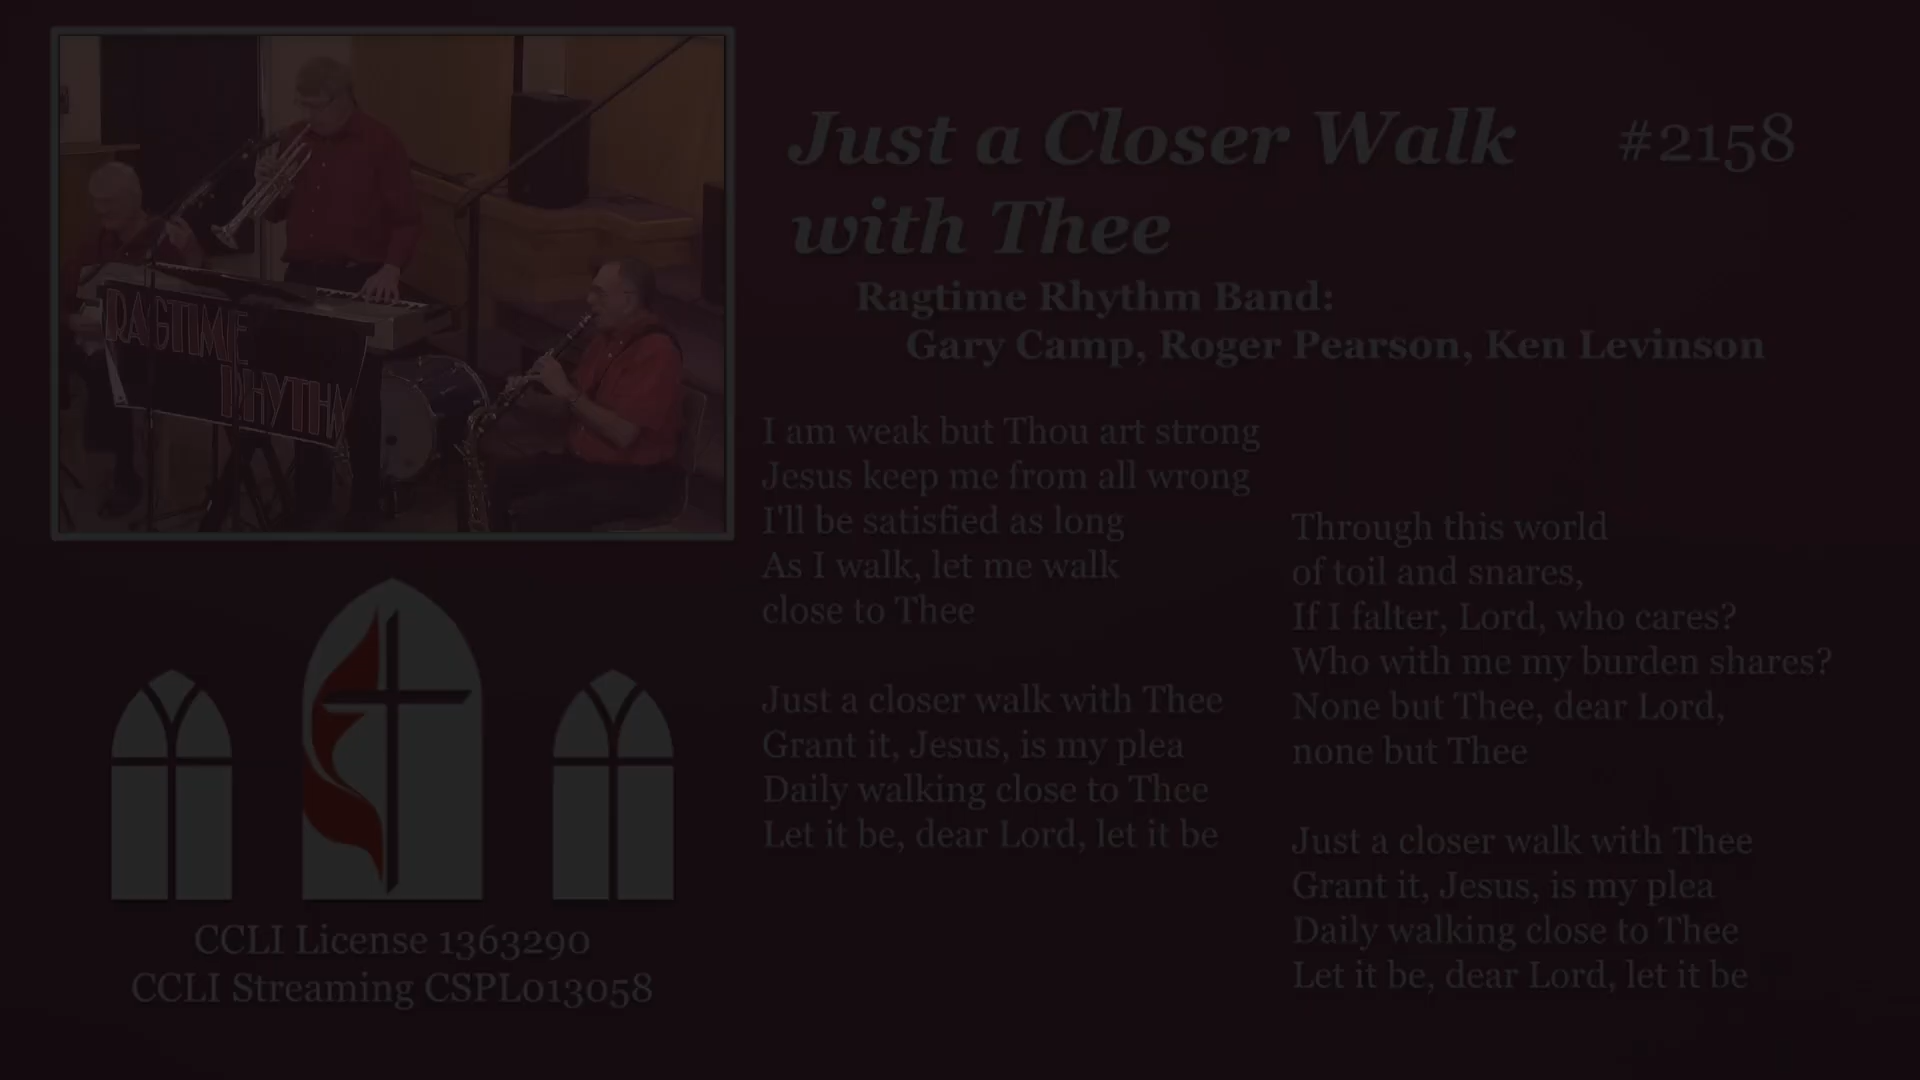 RAGTIME
RHYTHM
Just a Closer Walk #2158
with Thee
Ragtime Rhythm Band:
Gary Camp, Roger Pearson, Ken Levinson
I am weak but Thou art strong
Jesus keep me from all wrong
I'll be satisfied as long
As I walk, let me walk
close to Thee
Just a closer walk with Thee
Grant it, Jesus, is my plea
Daily walking close to Thee
Let it be, dear Lord, let it be
Through this world
of toil and snares,
If I falter, Lord, who cares?
Who with me my burden shares?
None but Thee, dear Lord,
none but Thee
Just a closer walk with Thee
Grant it, Jesus, is my plea
Daily walking close to Thee
Let it be, dear Lord, let it be
CCLI License 1363290
CCLI Streaming CSPL013058